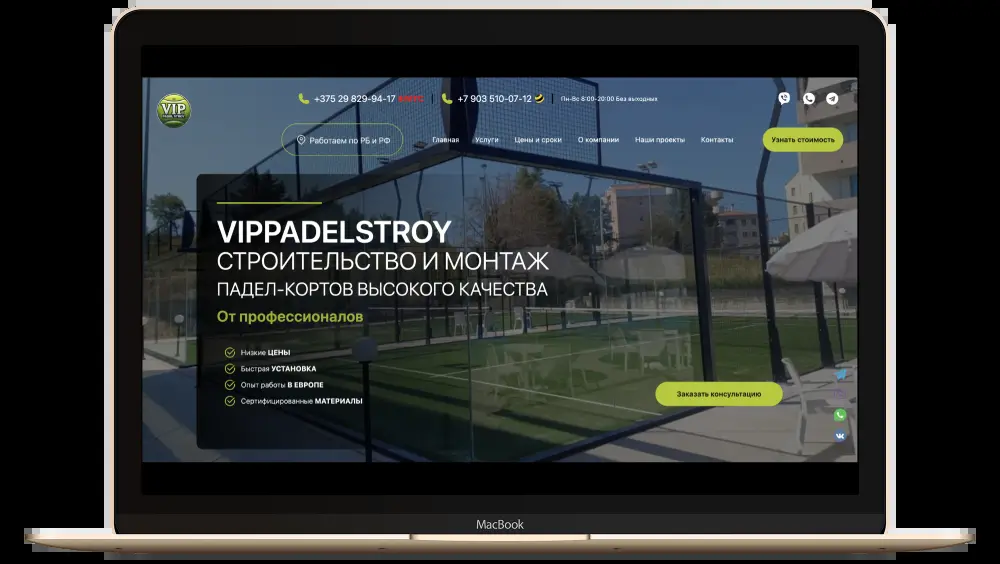 VIP
PADEL STROY
+375 29 829-94-17
+7 903 510-07-12
Пн-Вс 8:00-20:00 Без выходных
Работаем по РБ и РФ
Главная
Услуги
Цены и сроки
О компании
Наши проекты
Контакты
Узнать стоимость
VIPPADELSTROY
СТРОИТЕЛЬСТВО И МОНТАЖ
ПАДЕЛ-КОРТОВ ВЫСОКОГО КАЧЕСТВА
От профессионалов
Низкие ЦЕНЫ
Быстрая УСТАНОВКА
Опыт работы В ЕВРОПЕ
Сертифицированные МАТЕРИАЛЫ
Заказать консультацию
MacBook